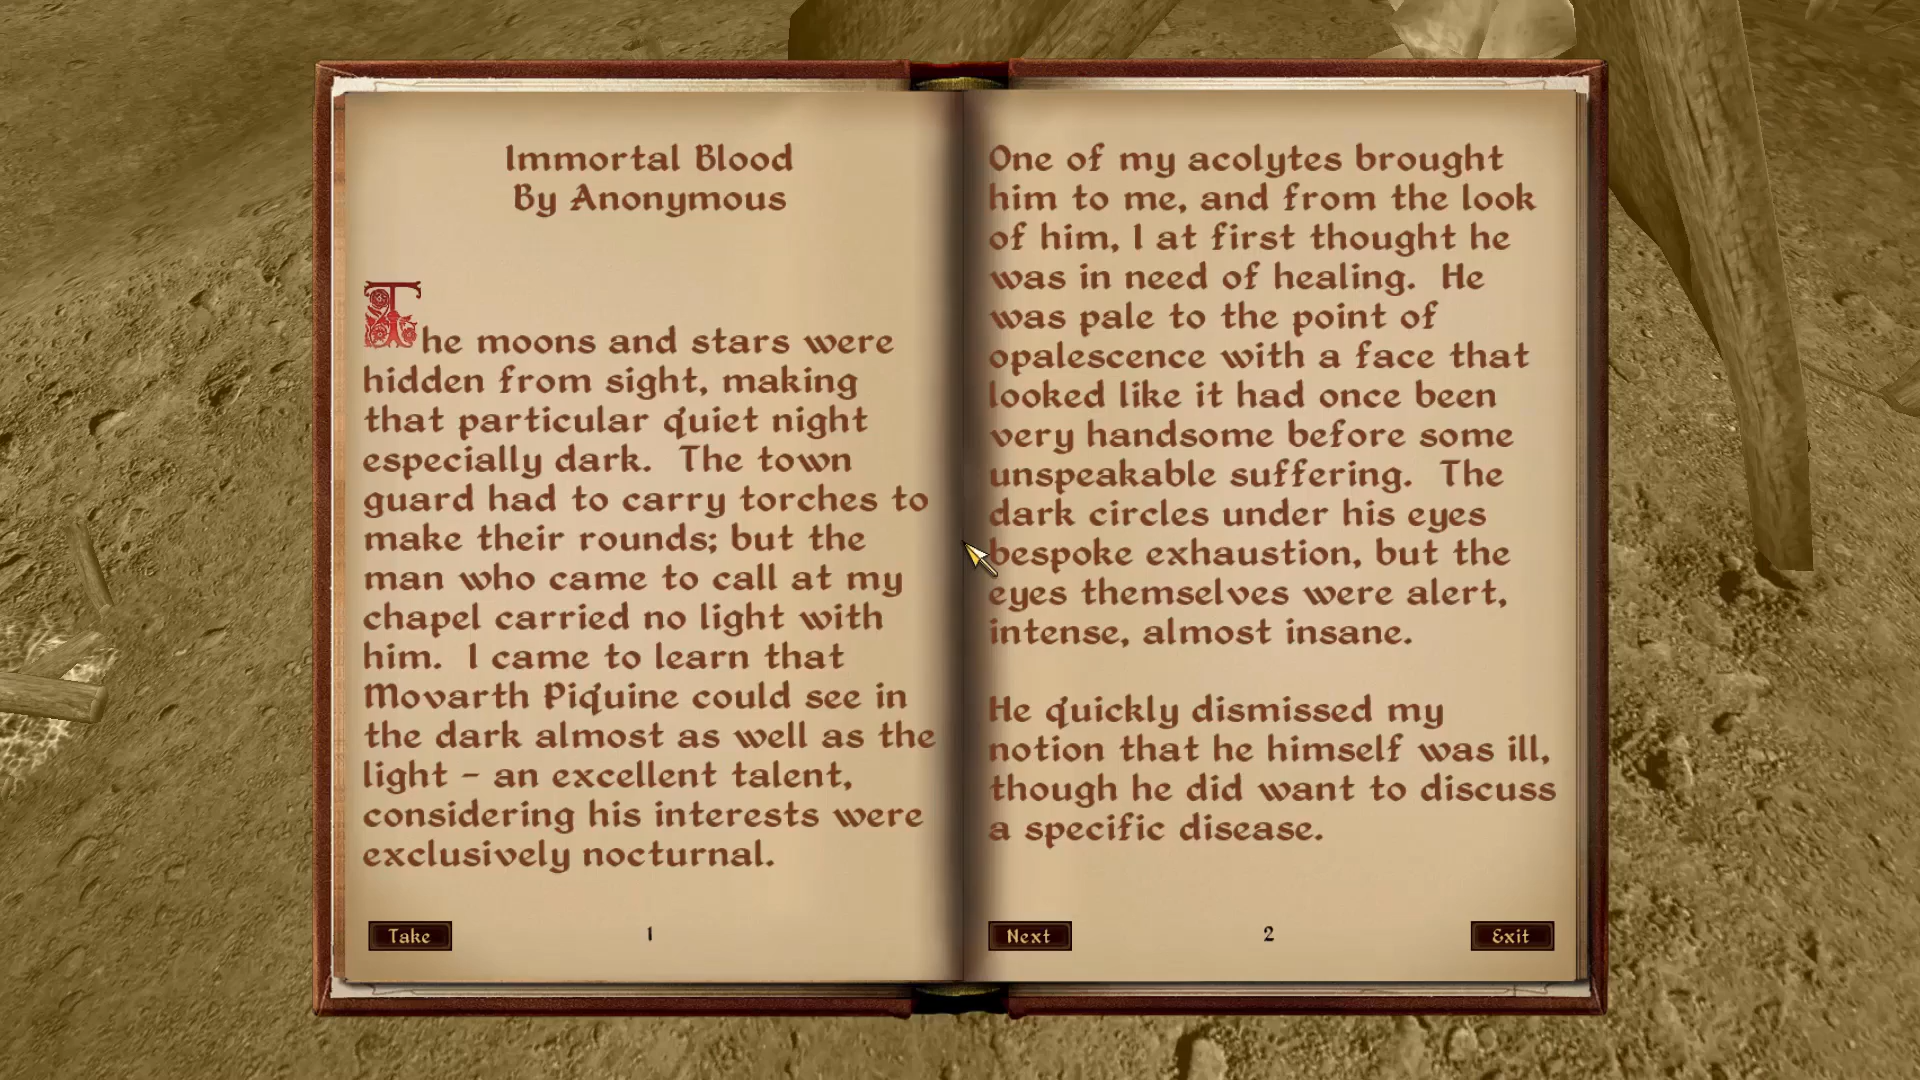 Immortal Blood
By Anonymous
The moons and stars were
hidden from sight, making
that particular quiet night
especially dark.  The town
guard had to carry torches to
make their rounds; but the
man who came to call at my
chapel carried no light with
him.  I came to learn that
Movarth Piquine could see in
the dark almost as well as the
light - an excellent talent,
considering his interests were
exclusively nocturnal.
Take
1
One of my acolytes brought
him to me, and from the look
of him, I at first thought he
was in need of healing.  He
was pale to the point of
opalescence with a face that
looked like it had once been
very handsome before some
unspeakable suffering.  The
dark circles under his eyes
bespoke exhaustion, but the
eyes themselves were alert,
intense, almost insane.
He quickly dismissed my
notion that he himself was ill,
though he did want to discuss
a specific disease.
Next
2
Exit